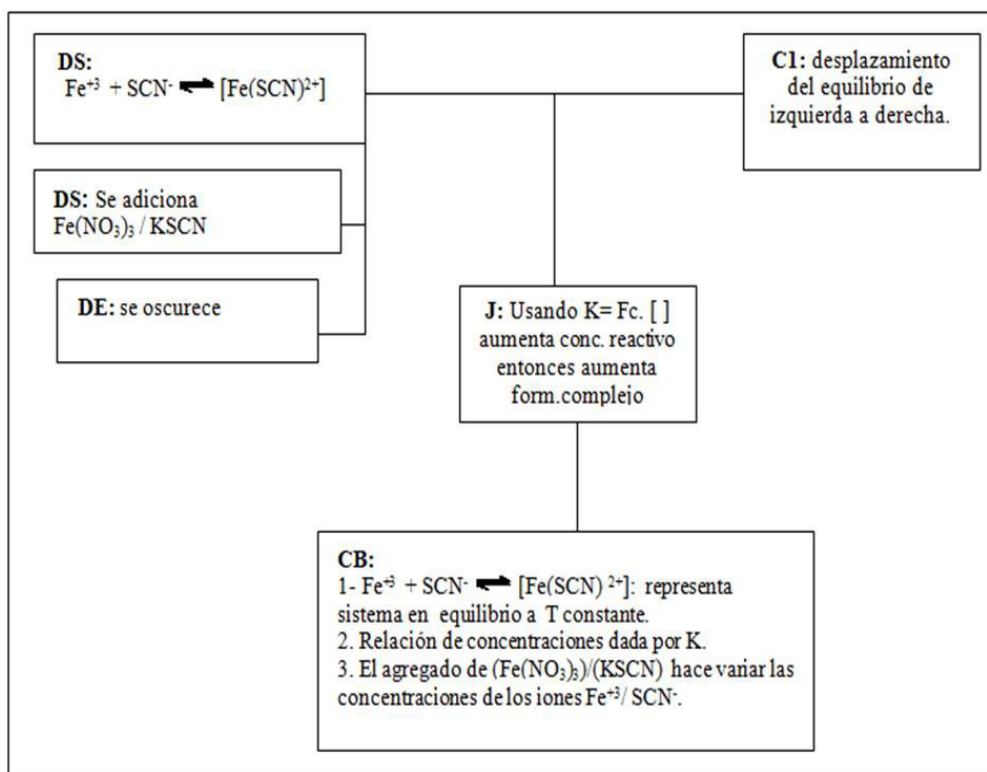 DS:
Fe⁺³ + SCN⁻ ⇌ [Fe(SCN)²⁺]
DS: Se adiciona
Fe(NO₃)₃ / KSCN
DE: se oscurece
C1: desplazamiento
del equilibrio de
izquierda a derecha.
J: Usando K= Fc. [ ]
aumenta conc. reactivo
entonces aumenta
form.complejo
CB:
1- Fe⁺³ + SCN⁻ ⇌ [Fe(SCN) ²⁺]: representa
sistema en equilibrio a T constante.
2. Relación de concentraciones dada por K.
3. El agregado de (Fe(NO₃)₃)/(KSCN) hace variar las
concentraciones de los iones Fe⁺³/ SCN⁻.